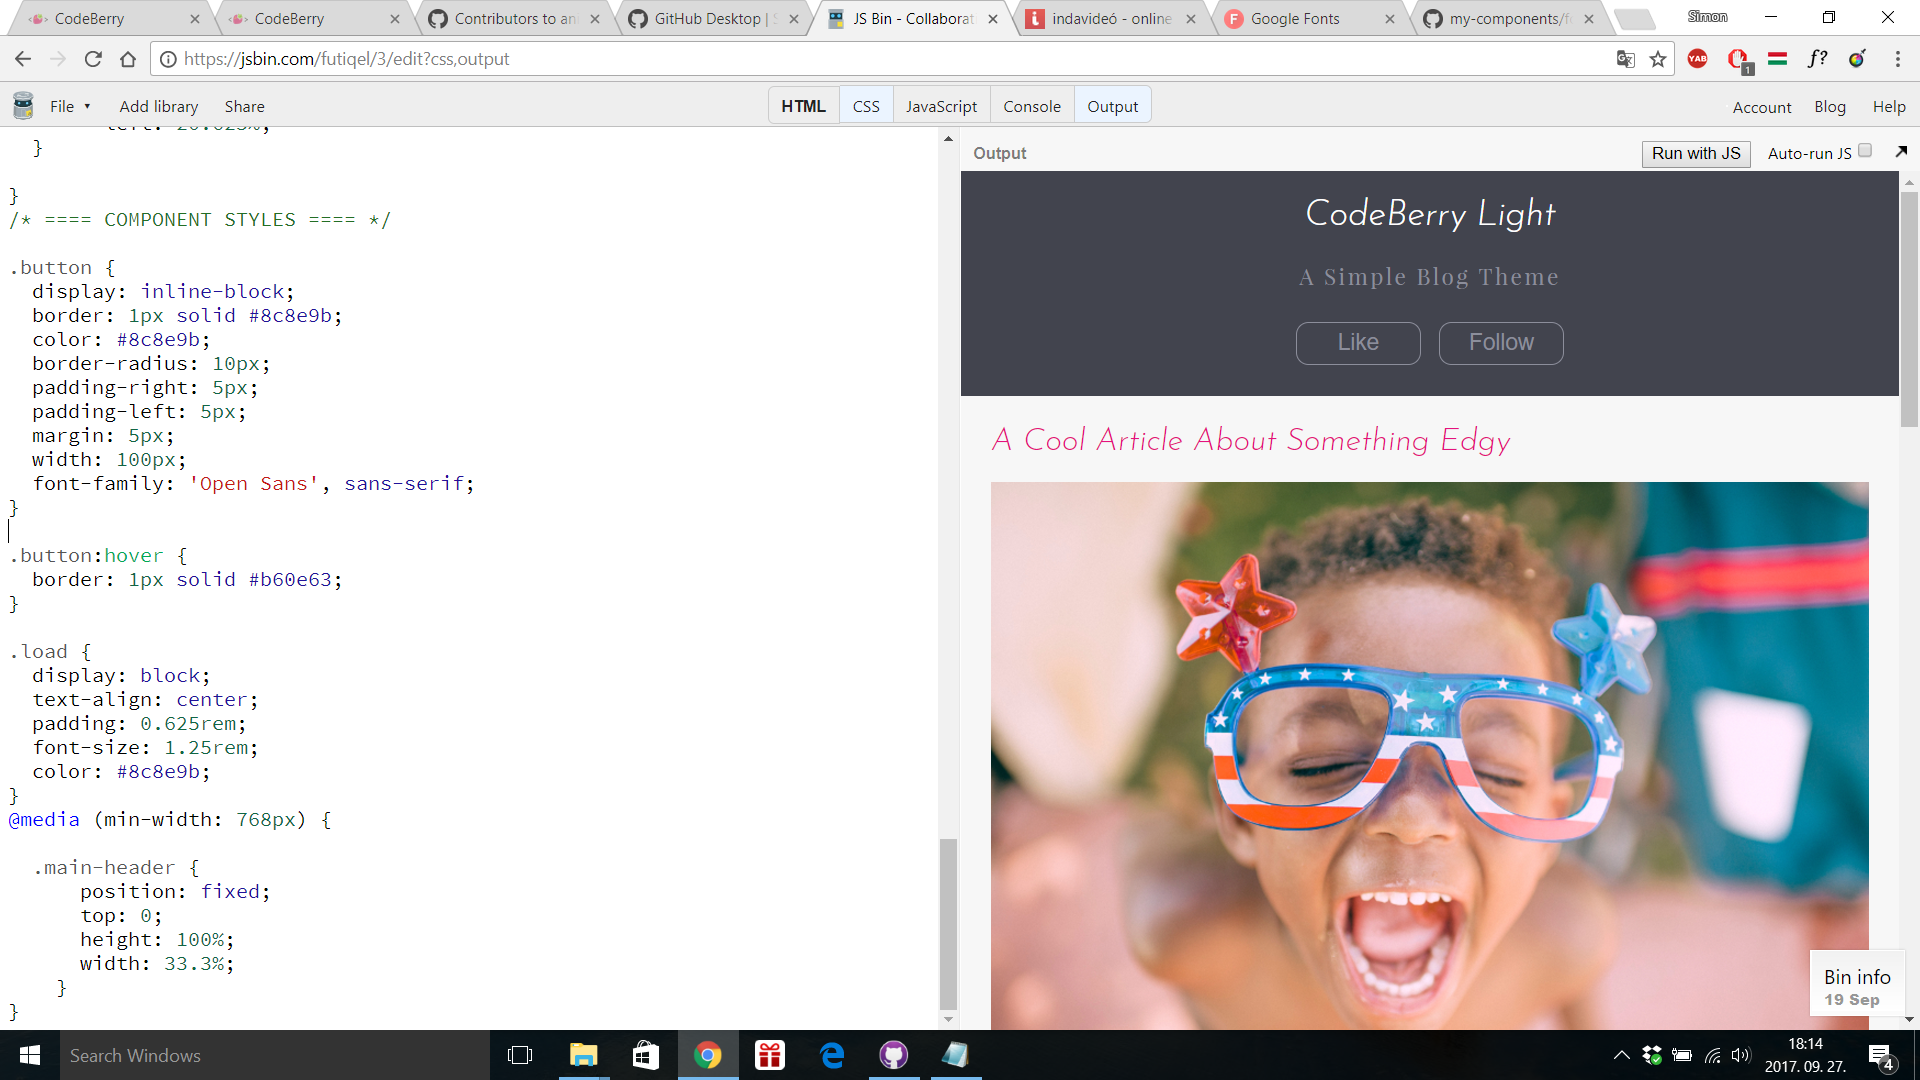 CodeBerry
CodeBerry
Contributors to an
GitHub Desktop | S
JS Bin - Collaborat
indavideó - online
Google Fonts
my-components/fo
Simon
https://jsbin.com/futiqel/3/edit?css,output
YAB
1
f?
File
Add library
Share
HTML
CSS
JavaScript
Console
Output
Account
Blog
Help
left: 20.625%;
}
}
/* ==== COMPONENT STYLES ==== */
.button {
display: inline-block;
border: 1px solid #8c8e9b;
color: #8c8e9b;
border-radius: 10px;
padding-right: 5px;
padding-left: 5px;
margin: 5px;
width: 100px;
font-family: 'Open Sans', sans-serif;
}
.button:hover {
border: 1px solid #b60e63;
}
.load {
display: block;
text-align: center;
padding: 0.625rem;
font-size: 1.25rem;
color: #8c8e9b;
}
@media (min-width: 768px) {
.main-header {
position: fixed;
top: 0;
height: 100%;
width: 33.3%;
}
}
Output
Run with JS
Auto-run JS
CodeBerry Light
A Simple Blog Theme
Like
Follow
A Cool Article About Something Edgy
Bin info
19 Sep
Search Windows
18:14
2017. 09. 27.
4